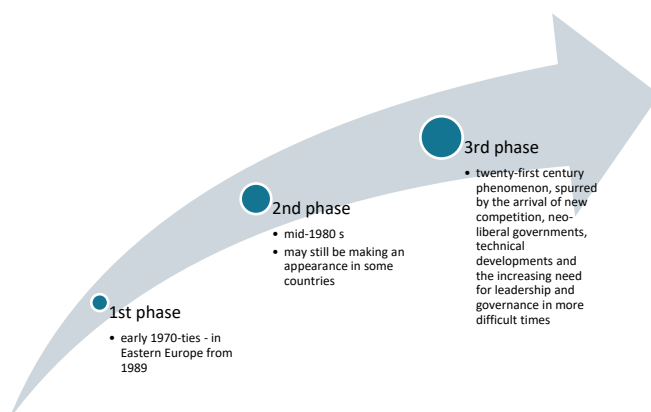 3rd phase
• twenty-first century
phenomenon, spurred
by the arrival of new
competition, neo-
liberal governments,
technical
developments and
the increasing need
for leadership and
governance in more
difficult times
2nd phase
• mid-1980 s
• may still be making an
appearance in some
countries
1st phase
• early 1970-ties - in
Eastern Europe from
1989